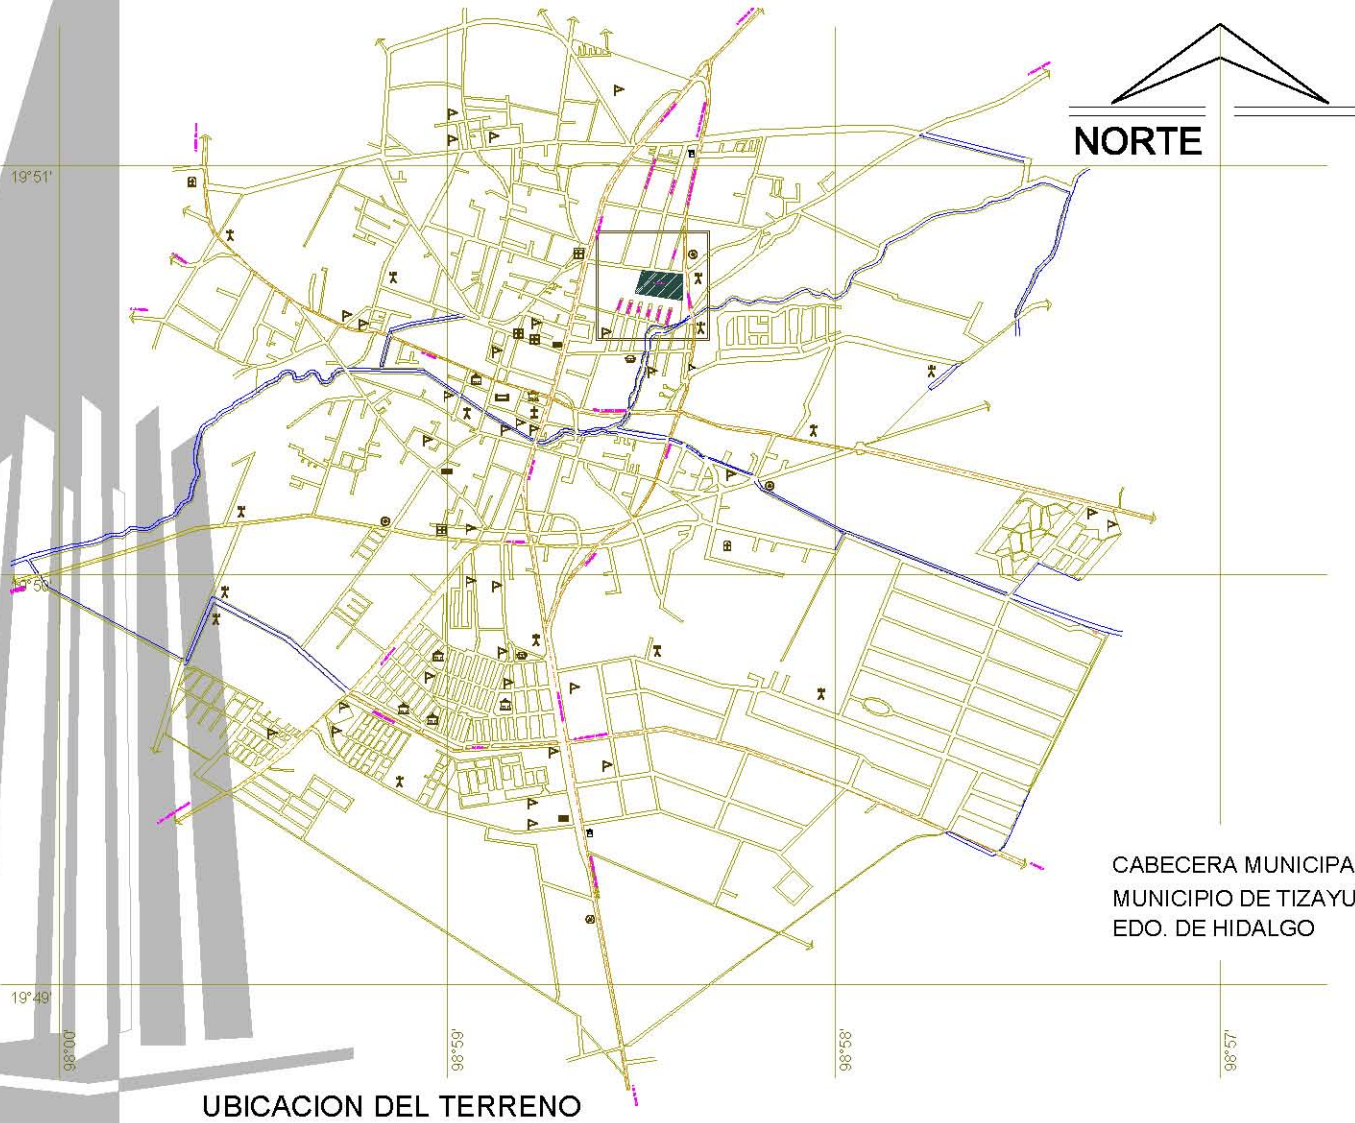 NORTE
19°51'
19°50'
CABECERA MUNICIPA
MUNICIPIO DE TIZAYU
EDO. DE HIDALGO
19°49'
98°00'
98°59'
98°58'
98°57'
UBICACION DEL TERRENO